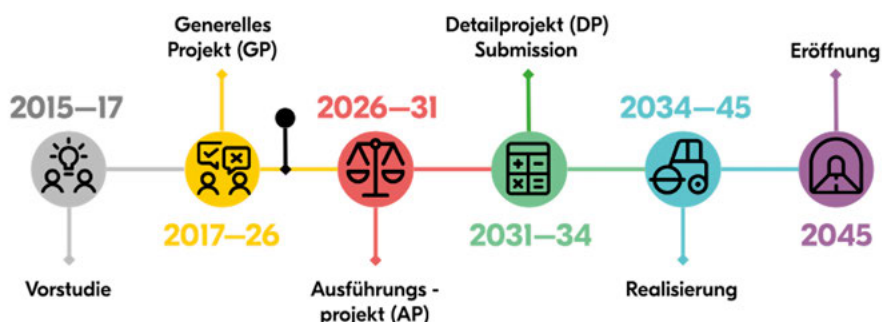 Generelles
Projekt (GP)
Detailprojekt (DP)
Submission
Eröffnung
2015–17
2026–31
2034–45
2017–26
2031–34
2045
Vorstudie
Ausführungs -
projekt (AP)
Realisierung